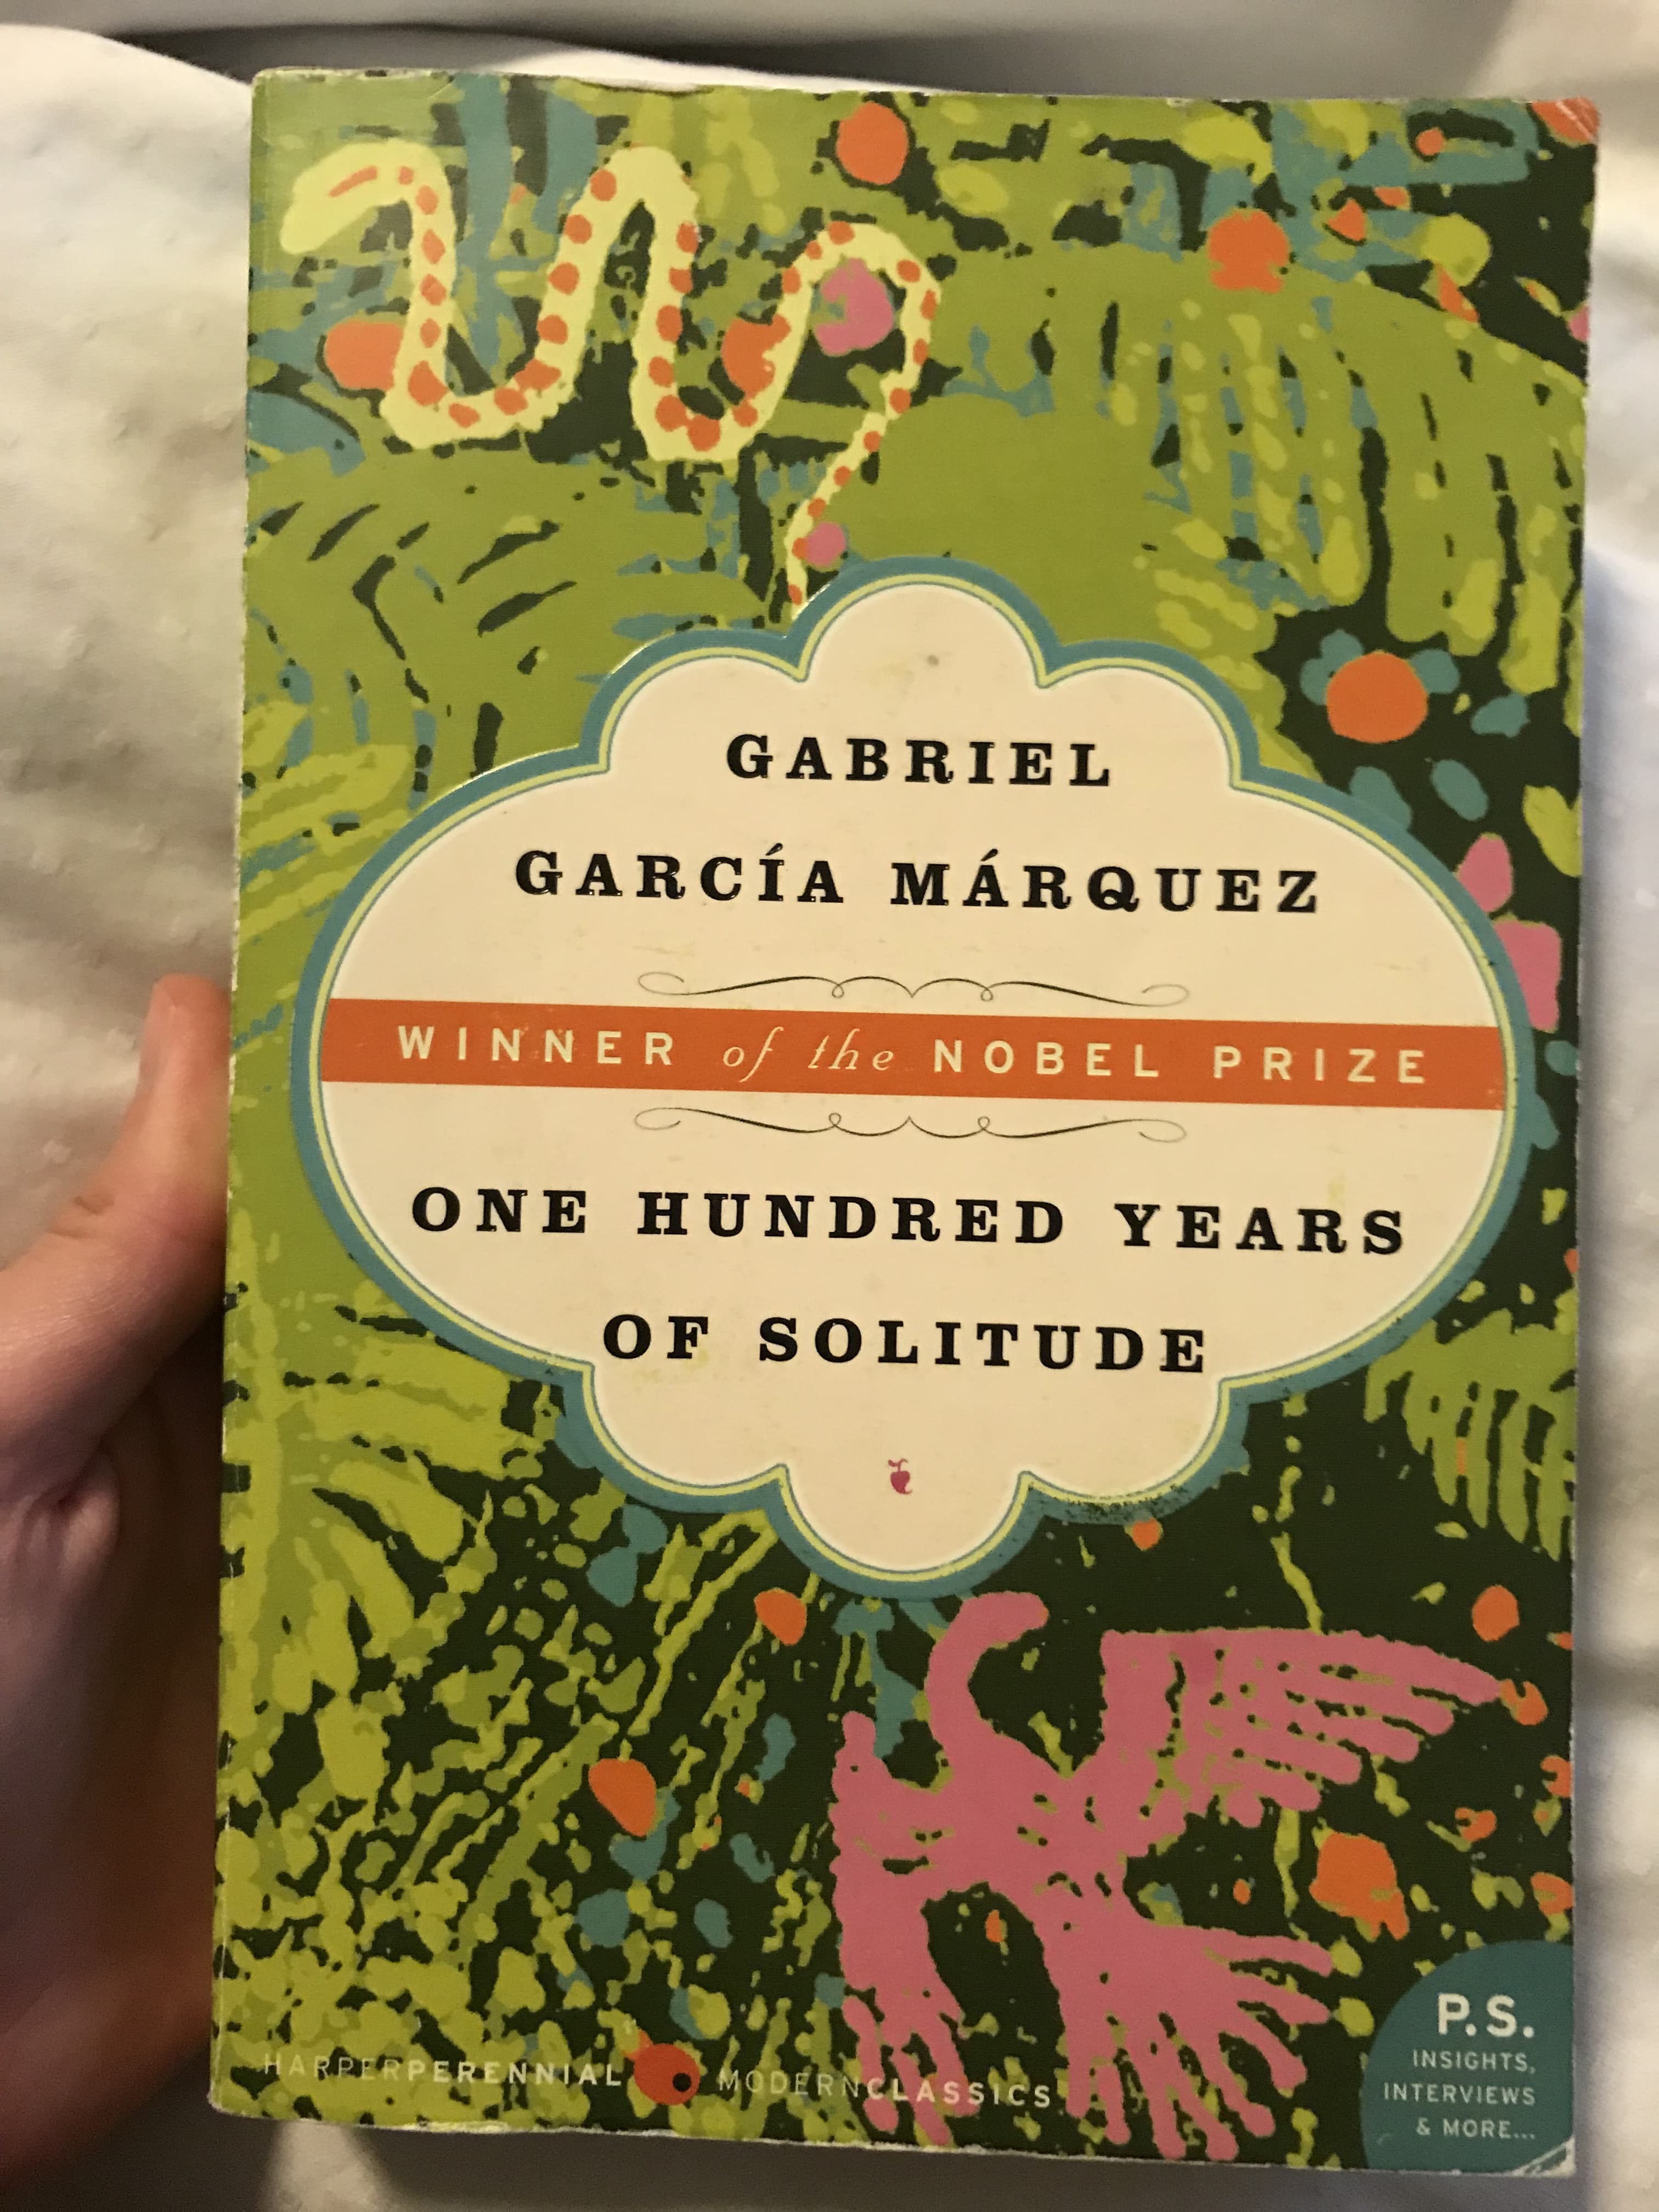 GABRIEL
GARCÍA MÁRQUEZ
WINNER of the NOBEL PRIZE
ONE HUNDRED YEARS
OF SOLITUDE
HARPERPERENNIAL MODERNCLASSICS
P.S.
INSIGHTS,
INTERVIEWS
& MORE...